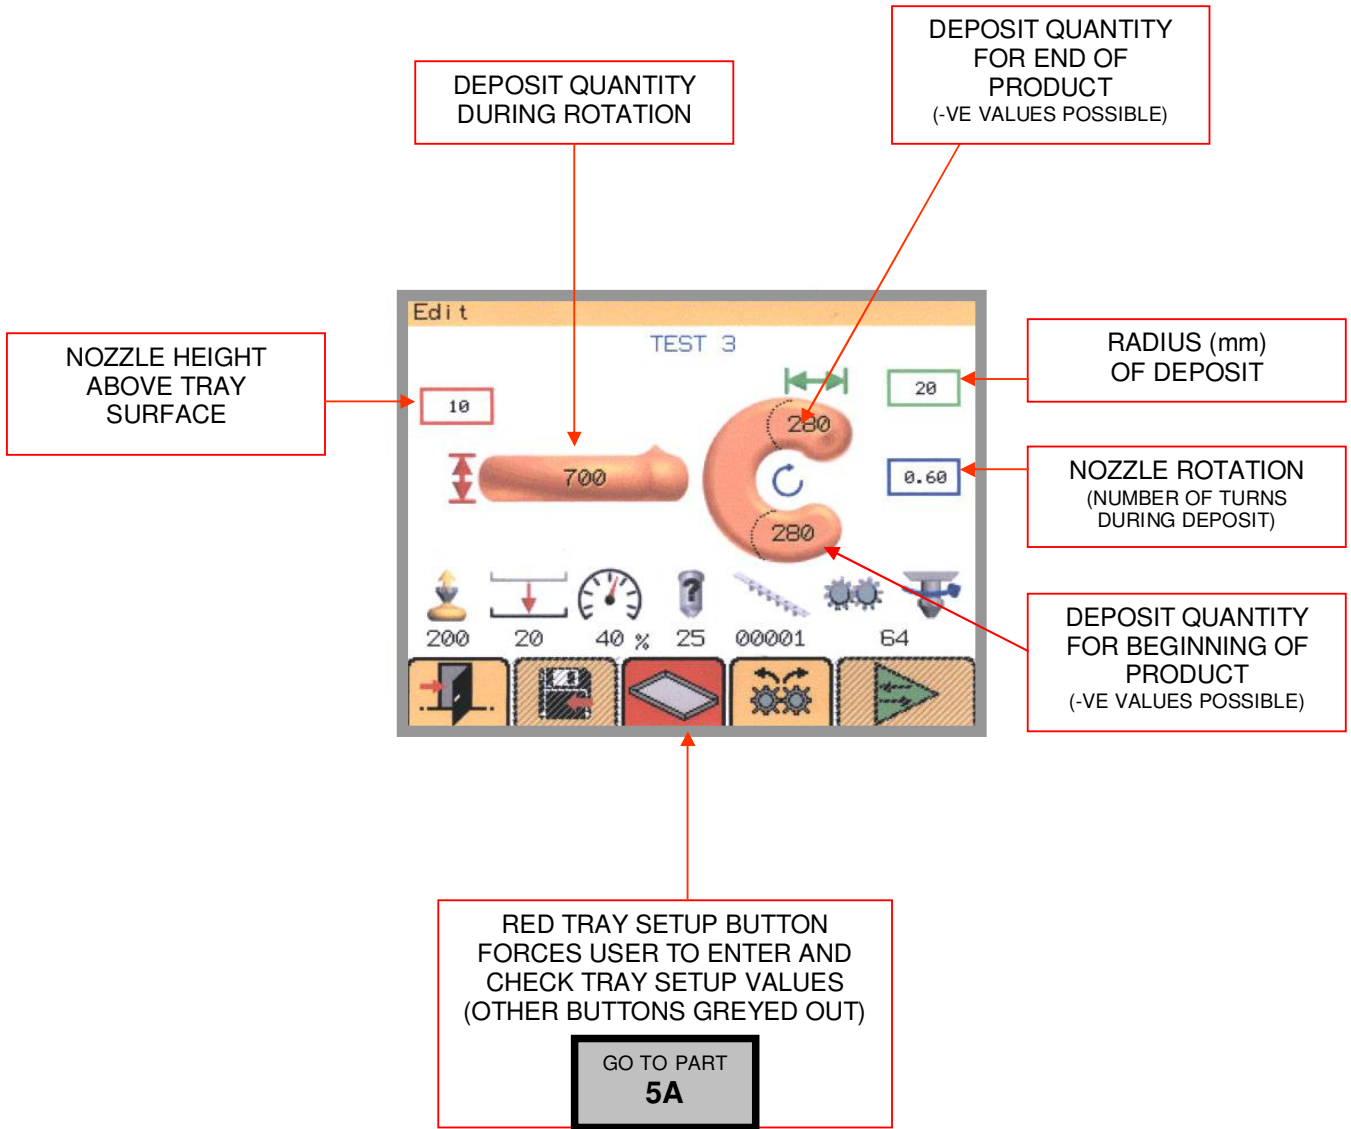 DEPOSIT QUANTITY
FOR END OF
PRODUCT
(-VE VALUES POSSIBLE)
DEPOSIT QUANTITY
DURING ROTATION
NOZZLE HEIGHT
ABOVE TRAY
SURFACE
Edit
TEST 3
10
20
280
700
0.60
280
200 20 40 % 25 00001 64
?
RADIUS (mm)
OF DEPOSIT
NOZZLE ROTATION
(NUMBER OF TURNS
DURING DEPOSIT)
DEPOSIT QUANTITY
FOR BEGINNING OF
PRODUCT
(-VE VALUES POSSIBLE)
RED TRAY SETUP BUTTON
FORCES USER TO ENTER AND
CHECK TRAY SETUP VALUES
(OTHER BUTTONS GREYED OUT)
GO TO PART
5A